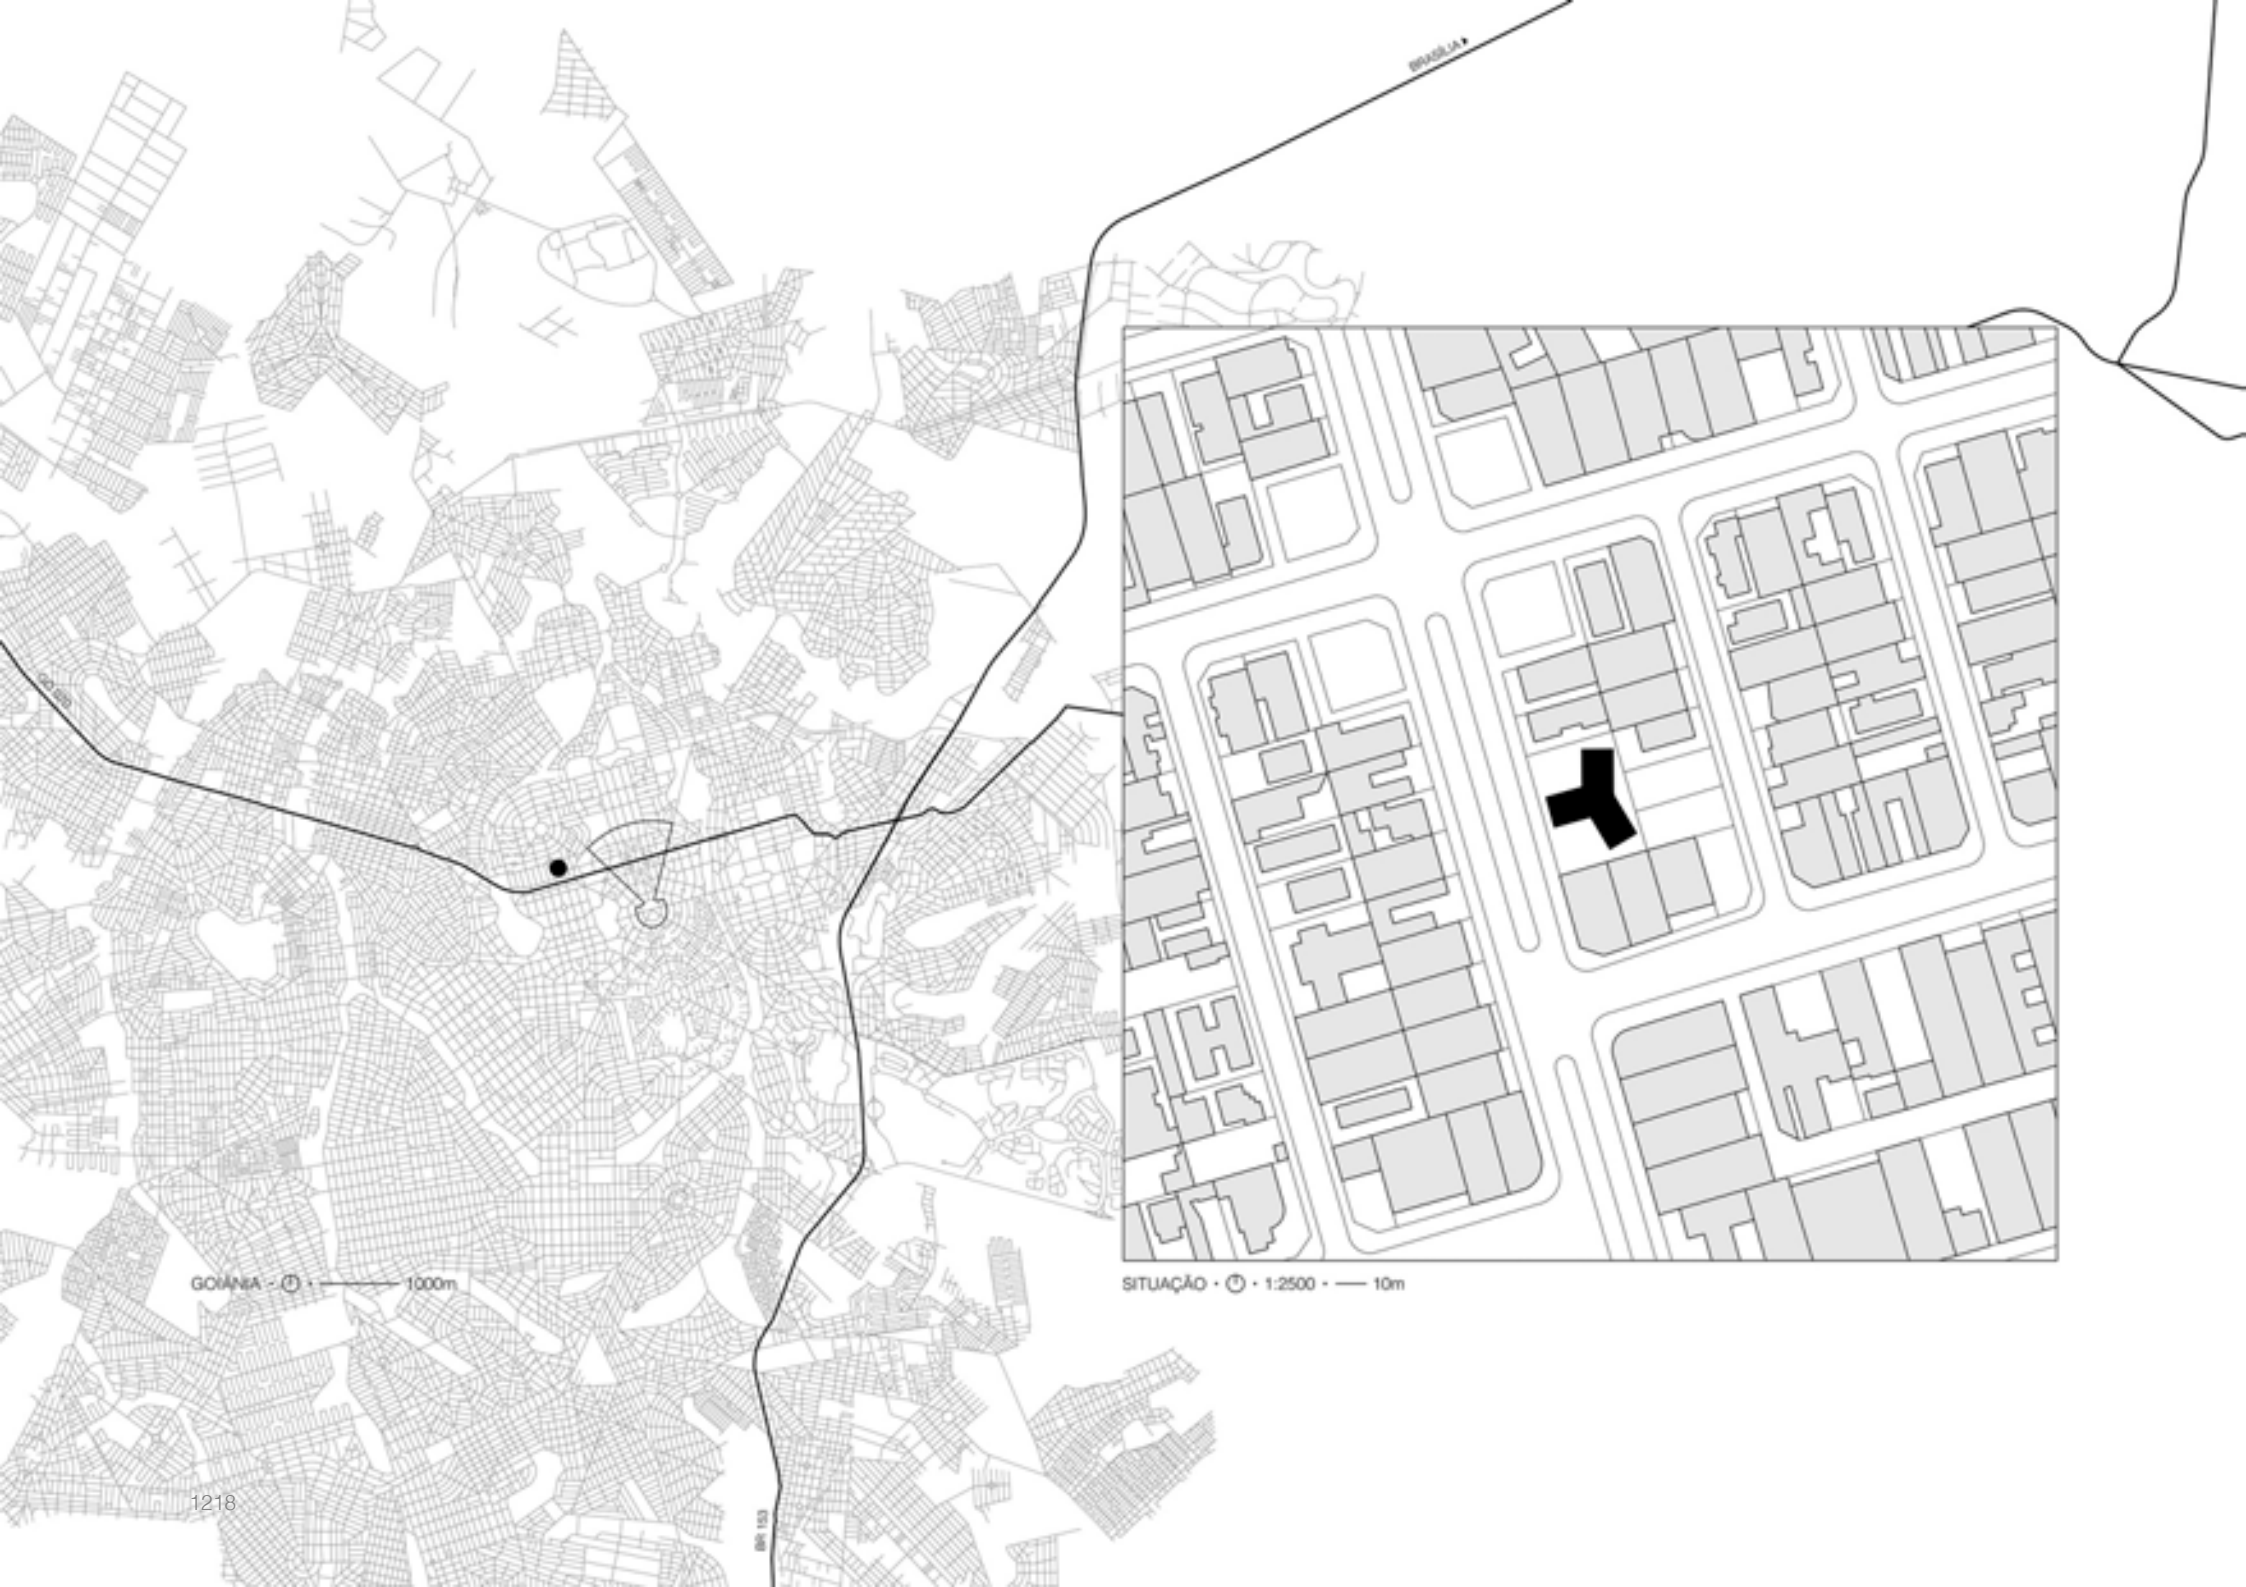 BRASÍLIA
GOIÂNIA · · 1000m
SITUAÇÃO · · 1:2500 · 10m
1218
BR 153